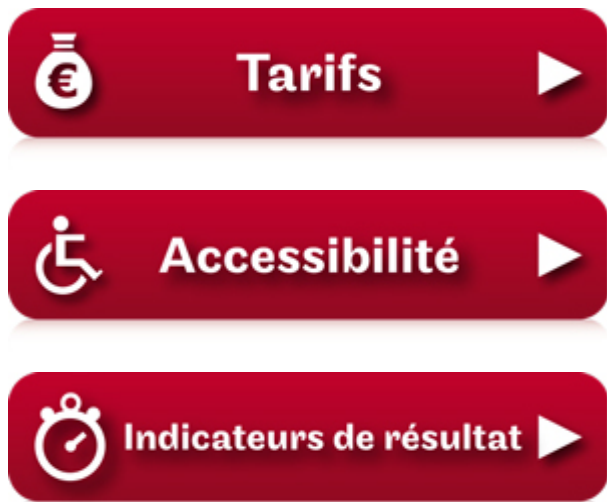 € Tarifs
Accessibilité
Indicateurs de résultat